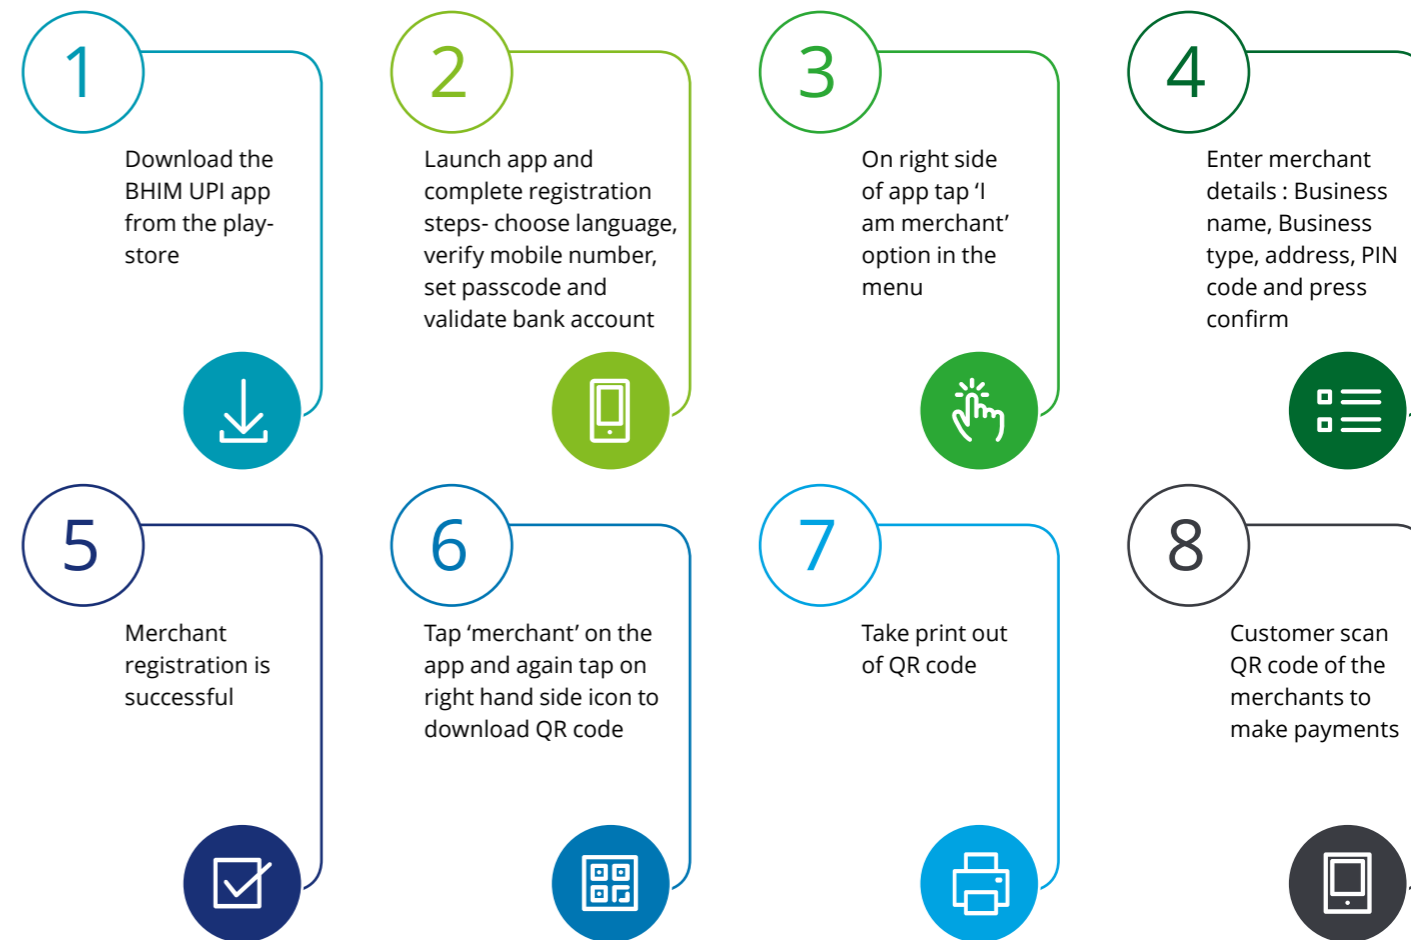 1
Download the
BHIM UPI app
from the play-
store
2
Launch app and
complete registration
steps- choose language,
verify mobile number,
set passcode and
validate bank account
3
On right side
of app tap ‘I
am merchant’
option in the
menu
4
Enter merchant
details : Business
name, Business
type, address, PIN
code and press
confirm
5
Merchant
registration is
successful
6
Tap ‘merchant’ on the
app and again tap on
right hand side icon to
download QR code
7
Take print out
of QR code
8
Customer scan
QR code of the
merchants to
make payments